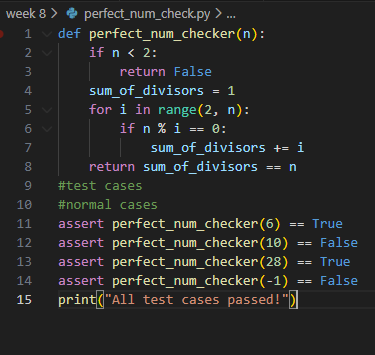 week 8 > perfect_num_check.py > ...
1 def perfect_num_checker(n):
2     if n < 2:
3         return False
4     sum_of_divisors = 1
5     for i in range(2, n):
6         if n % i == 0:
7             sum_of_divisors += i
8     return sum_of_divisors == n
9 #test cases
10 #normal cases
11 assert perfect_num_checker(6) == True
12 assert perfect_num_checker(10) == False
13 assert perfect_num_checker(28) == True
14 assert perfect_num_checker(-1) == False
15 print("All test cases passed!")